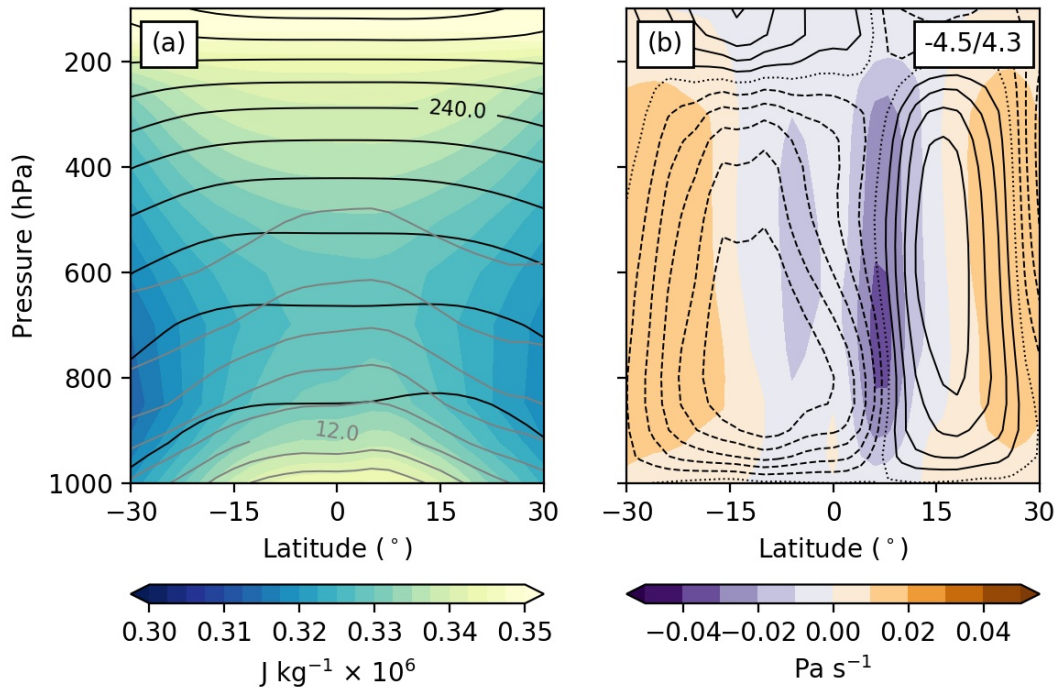 (a)
(b)
-4.5/4.3
Pressure (hPa)
200
400
600
800
1000
240.0
12.0
−30 −15 0 15 30
−30 −15 0 15 30
Latitude (°)
Latitude (°)
0.30 0.31 0.32 0.33 0.34 0.35
−0.04 −0.02 0.00 0.02 0.04
J kg⁻¹ × 10⁶
Pa s⁻¹